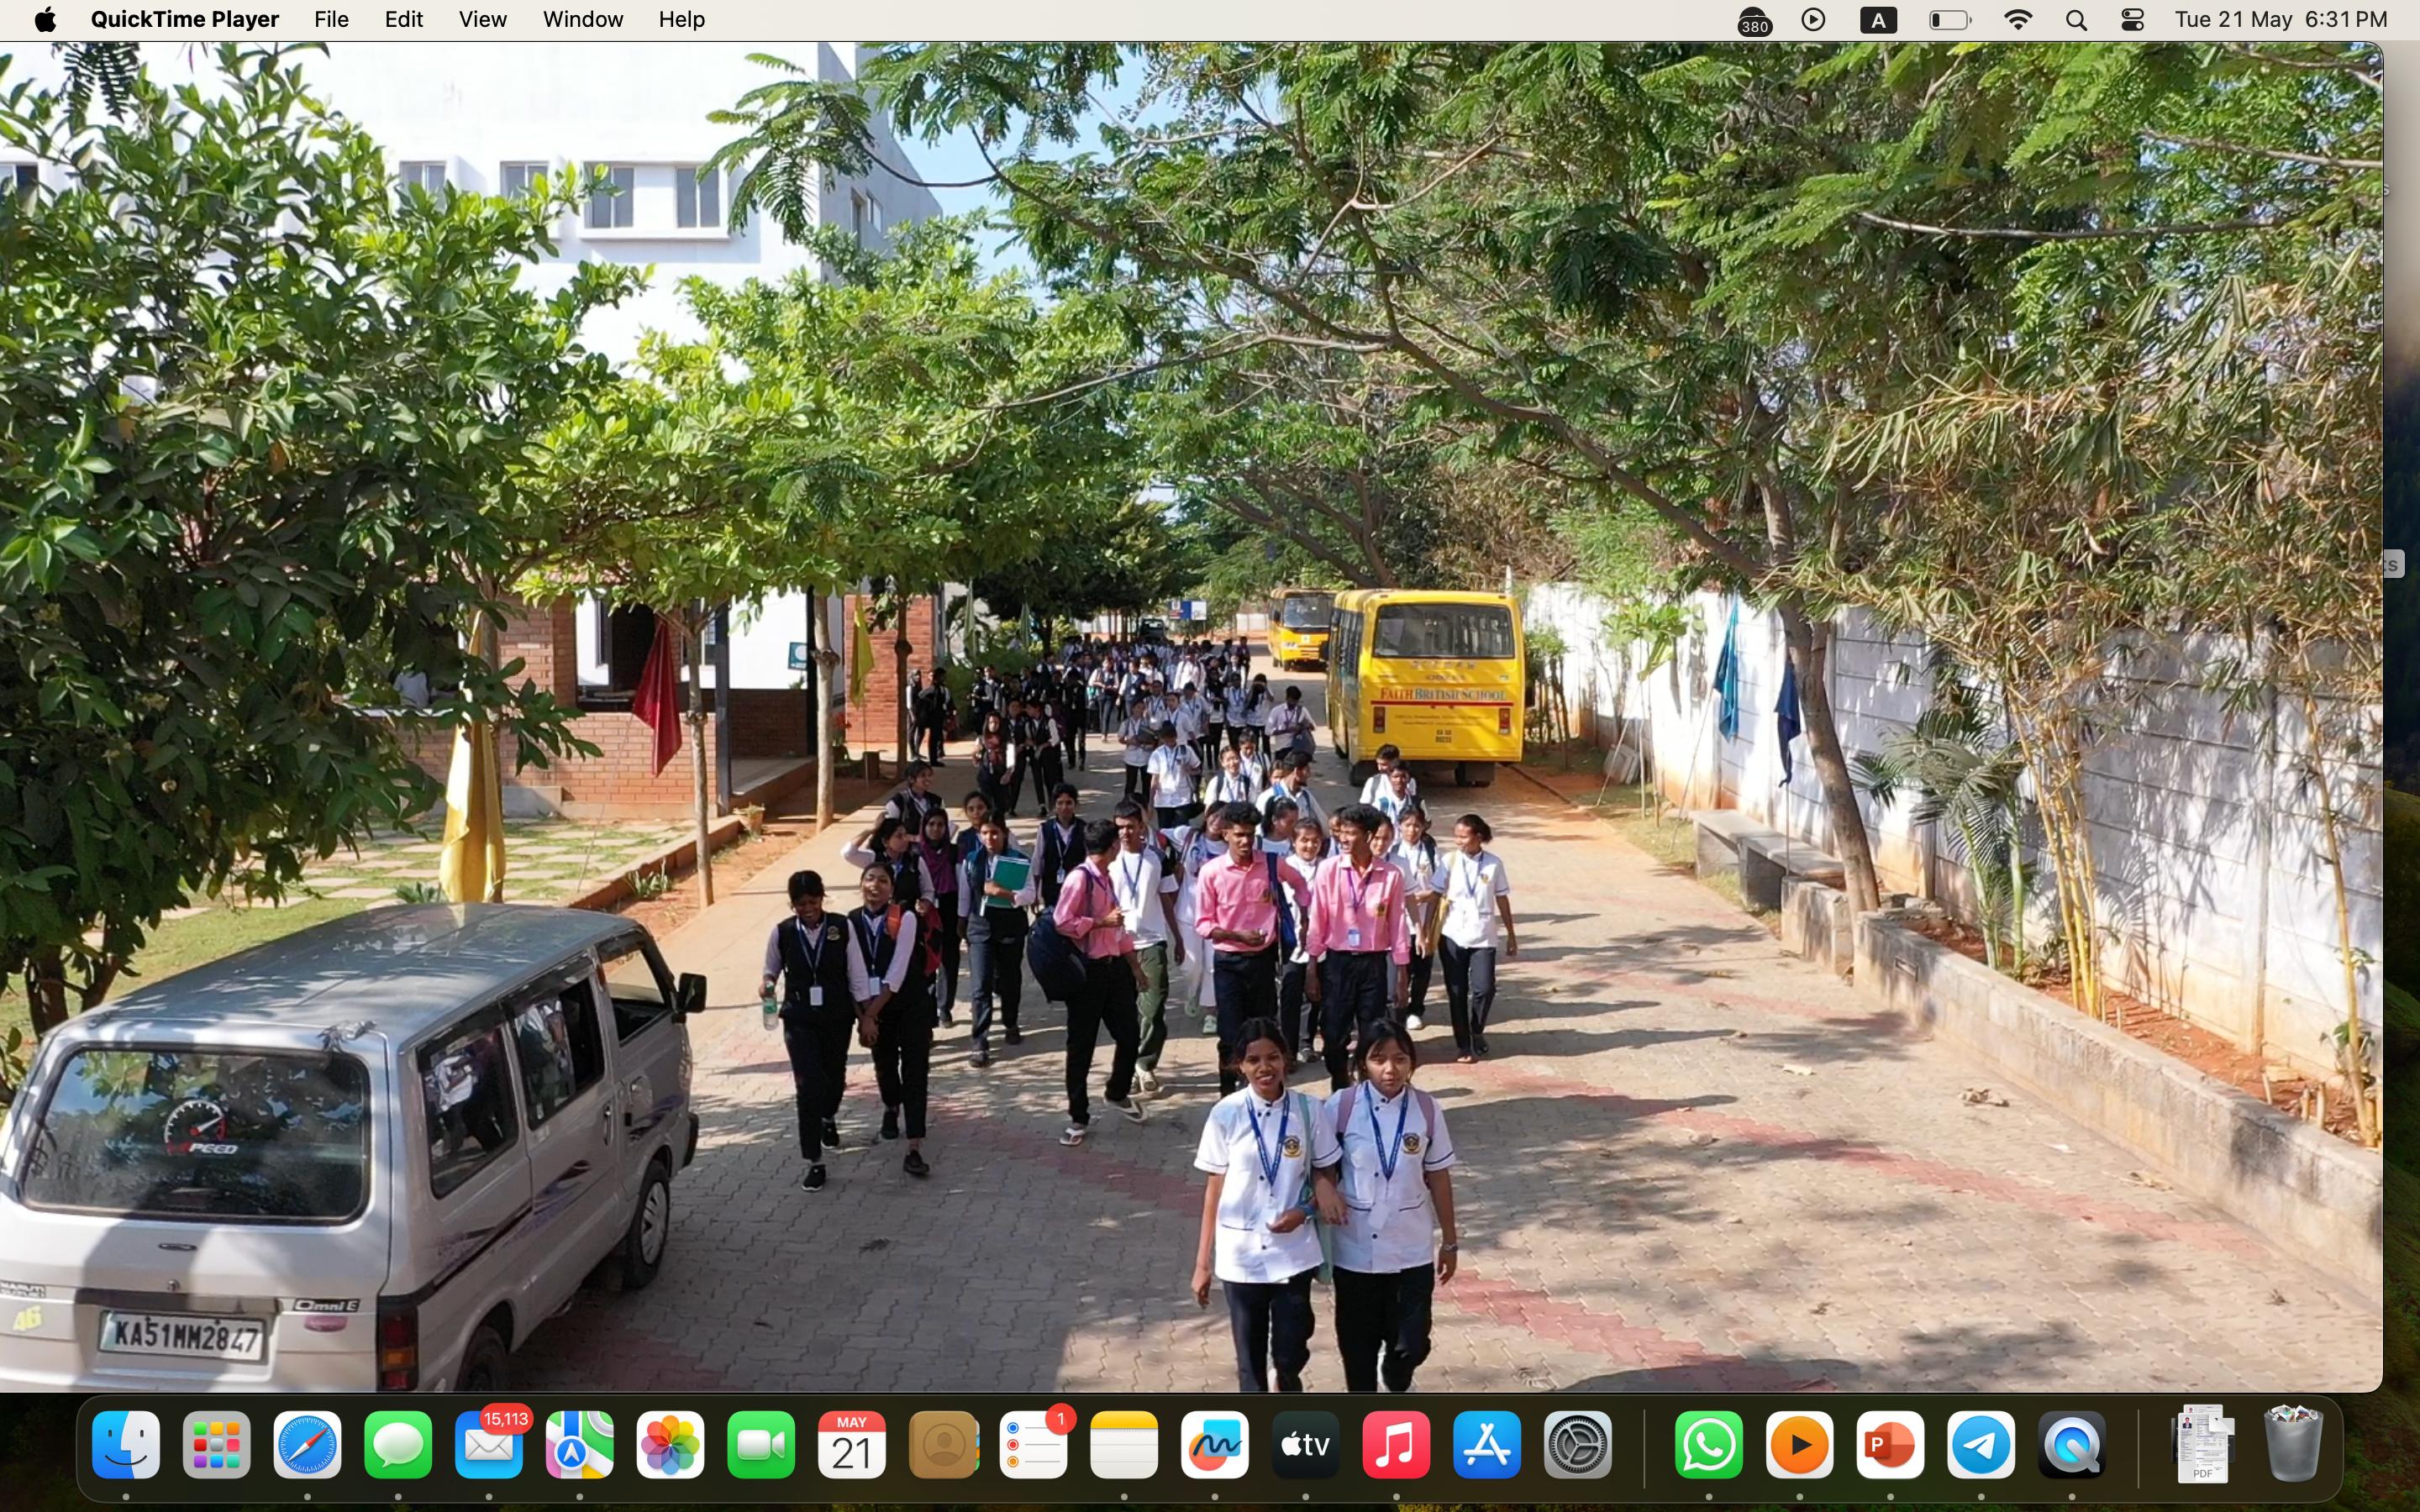 QuickTime Player File Edit View Window Help 380 A Tue 21 May 6:31 PM
FAITH BRITISH SCHOOL
SPEED
Omni E
46
KA51MM2847
15,113
MAY
21
1
tv
P
PDF